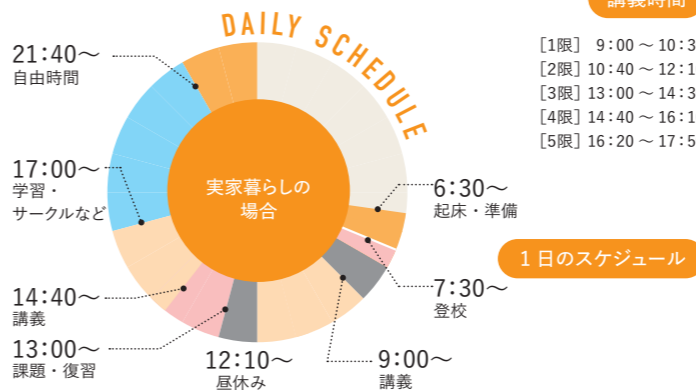 DAILY SCHEDULE
講義時間
[1限] 9:00 ～ 10:3
[2限] 10:40 ～ 12:1
[3限] 13:00 ～ 14:3
[4限] 14:40 ～ 16:1
[5限] 16:20 ～ 17:5
1日のスケジュール
実家暮らしの
場合
6:30～
起床・準備
7:30～
登校
9:00～
講義
12:10～
昼休み
13:00～
課題・復習
14:40～
講義
17:00～
学習・
サークルなど
21:40～
自由時間